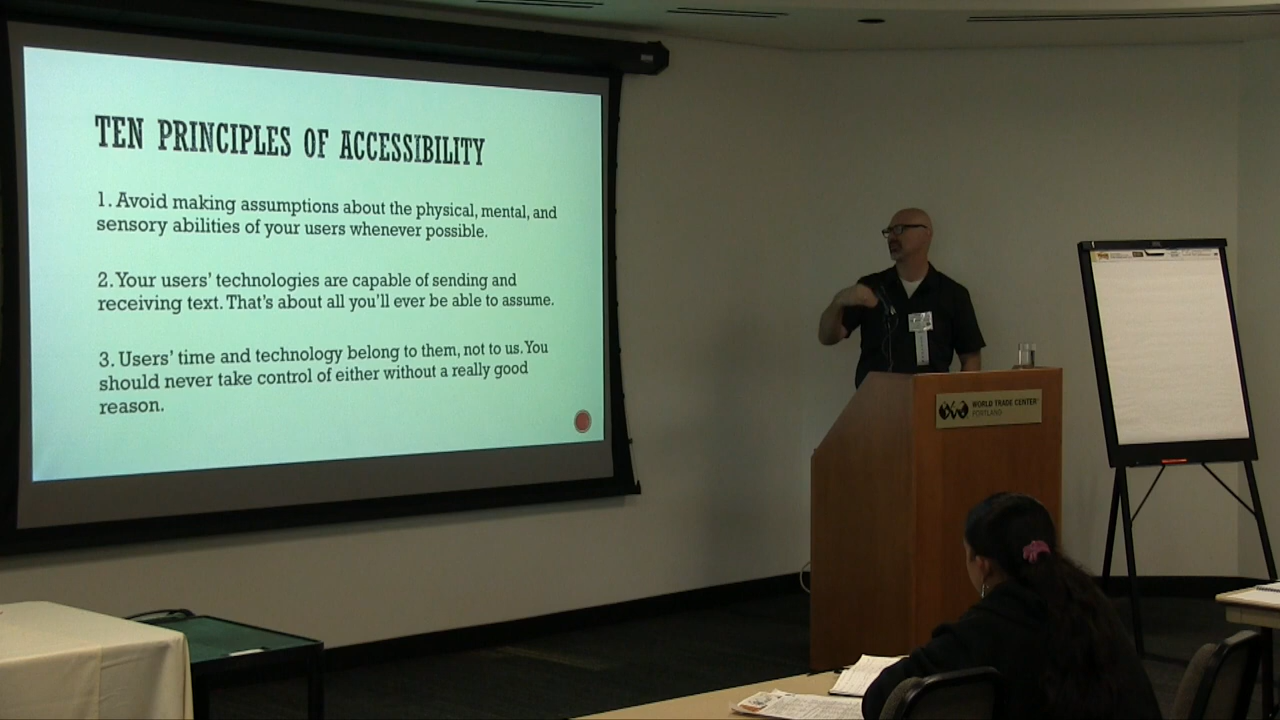 TEN PRINCIPLES OF ACCESSIBILITY
1. Avoid making assumptions about the physical, mental, and
sensory abilities of your users whenever possible.
2. Your users' technologies are capable of sending and
receiving text. That's about all you'll ever be able to assume.
3. Users' time and technology belong to them, not to us. You
should never take control of either without a really good
reason.
WORLD TRADE CENTER
PORTLAND